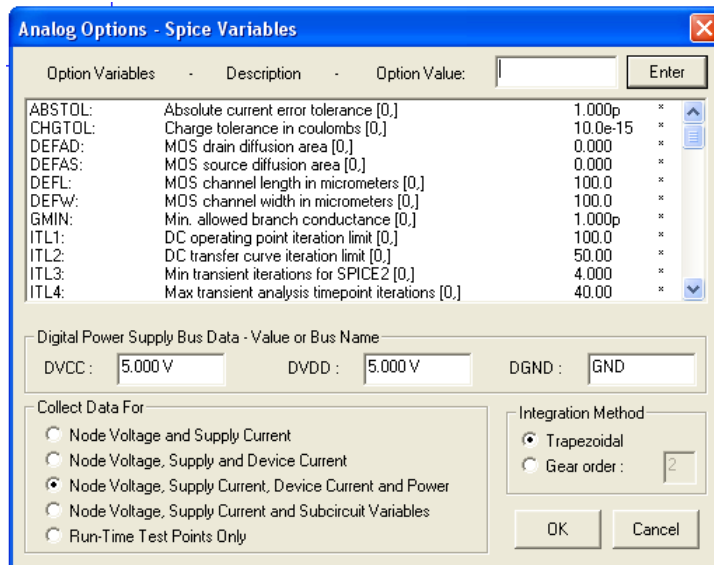 Analog Options - Spice Variables
Option Variables - Description - Option Value: Enter
ABSTOL: Absolute current error tolerance [0,] 1.000p *
CHGTOL: Charge tolerance in coulombs [0,] 10.0e-15 *
DEFAD: MOS drain diffusion area [0,] 0.000 *
DEFAS: MOS source diffusion area [0,] 0.000 *
DEFL: MOS channel length in micrometers [0,] 100.0 *
DEFW: MOS channel width in micrometers [0,] 100.0 *
GMIN: Min. allowed branch conductance [0,] 1.000p *
ITL1: DC operating point iteration limit [0,] 100.0 *
ITL2: DC transfer curve iteration limit [0,] 50.00 *
ITL3: Min transient iterations for SPICE2 [0,] 4.000 *
ITL4: Max transient analysis timepoint iterations [0,] 40.00 *
Digital Power Supply Bus Data - Value or Bus Name
DVCC : 5.000 V DVDD : 5.000 V DGND : GND
Collect Data For
Node Voltage and Supply Current
Node Voltage, Supply and Device Current
Node Voltage, Supply Current, Device Current and Power
Node Voltage, Supply Current and Subcircuit Variables
Run-Time Test Points Only
Integration Method
Trapezoidal
Gear order : 2
OK Cancel